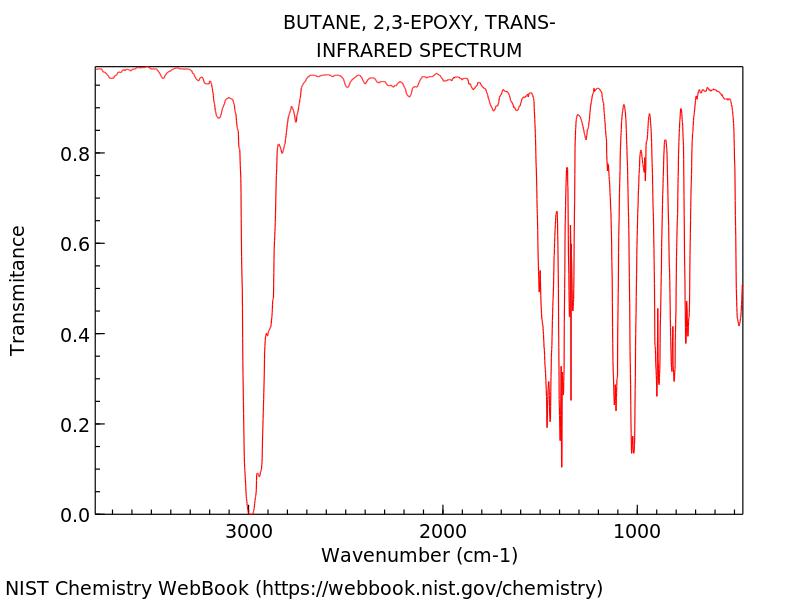 BUTANE, 2,3-EPOXY, TRANS-
INFRARED SPECTRUM
0.8
0.6
0.4
0.2
0.0
Transmitance
3000
2000
1000
Wavenumber (cm-1)
NIST Chemistry WebBook (https://webbook.nist.gov/chemistry)